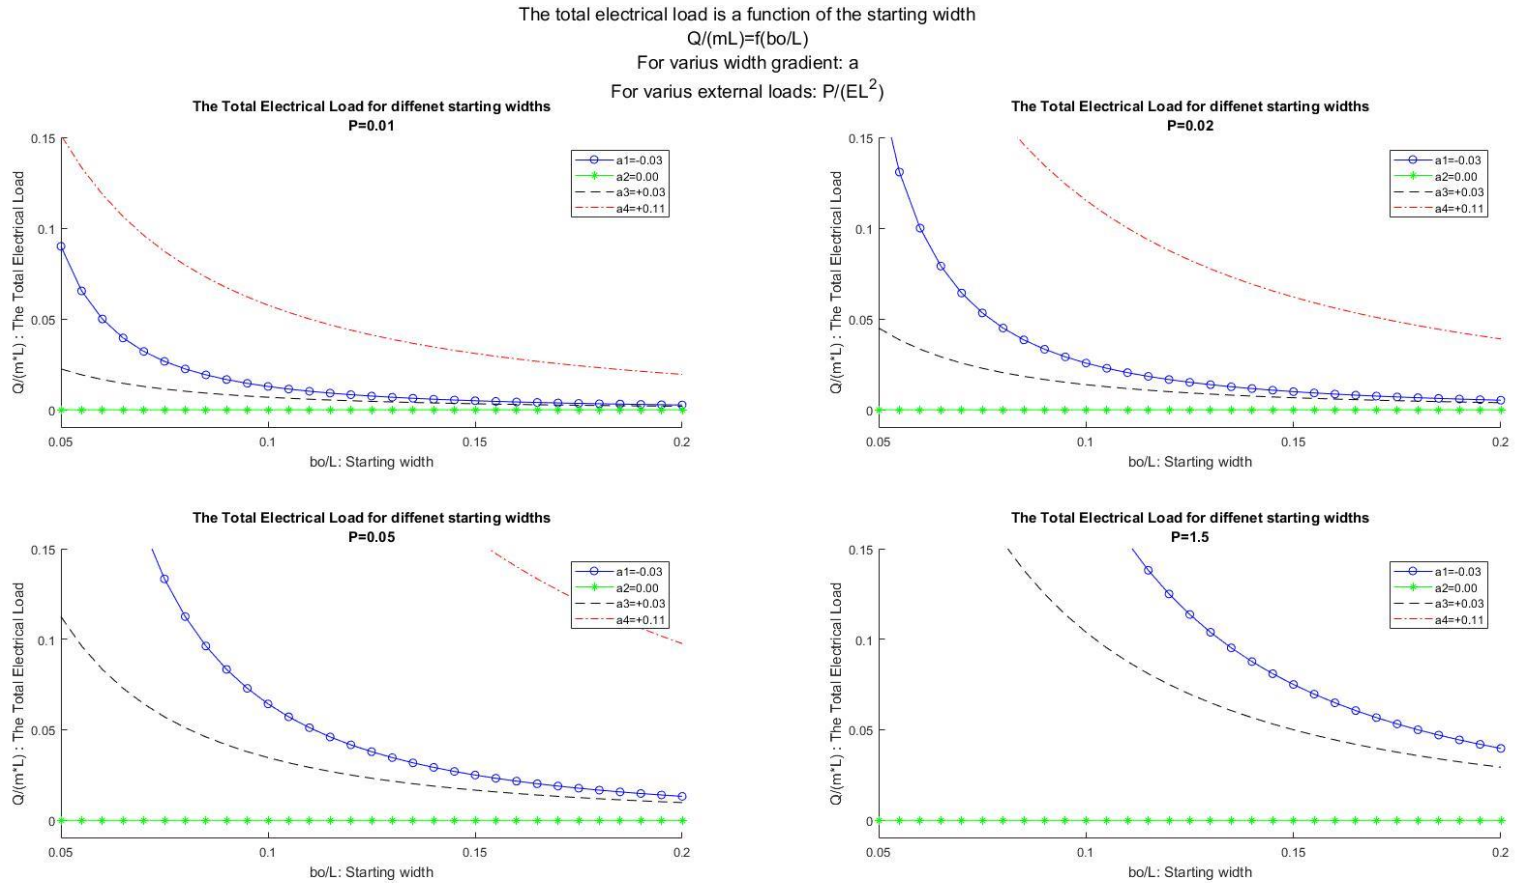 The total electrical load is a function of the starting width
Q/(mL)=f(bo/L)
For varius width gradient: a
For varius external loads: P/(EL²)
The Total Electrical Load for diffenet starting widths
P=0.01
Q/(m*L) : The Total Electrical Load
0.15
0.1
0.05
0
a1=-0.03
a2=0.00
a3=+0.03
a4=+0.11
0.05 0.1 0.15 0.2
bo/L: Starting width
The Total Electrical Load for diffenet starting widths
P=0.02
Q/(m*L) : The Total Electrical Load
0.15
0.1
0.05
0
a1=-0.03
a2=0.00
a3=+0.03
a4=+0.11
0.05 0.1 0.15 0.2
bo/L: Starting width
The Total Electrical Load for diffenet starting widths
P=0.05
Q/(m*L) : The Total Electrical Load
0.15
0.1
0.05
0
a1=-0.03
a2=0.00
a3=+0.03
a4=+0.11
0.05 0.1 0.15 0.2
bo/L: Starting width
The Total Electrical Load for diffenet starting widths
P=1.5
Q/(m*L) : The Total Electrical Load
0.15
0.1
0.05
0
a1=-0.03
a2=0.00
a3=+0.03
a4=+0.11
0.05 0.1 0.15 0.2
bo/L: Starting width